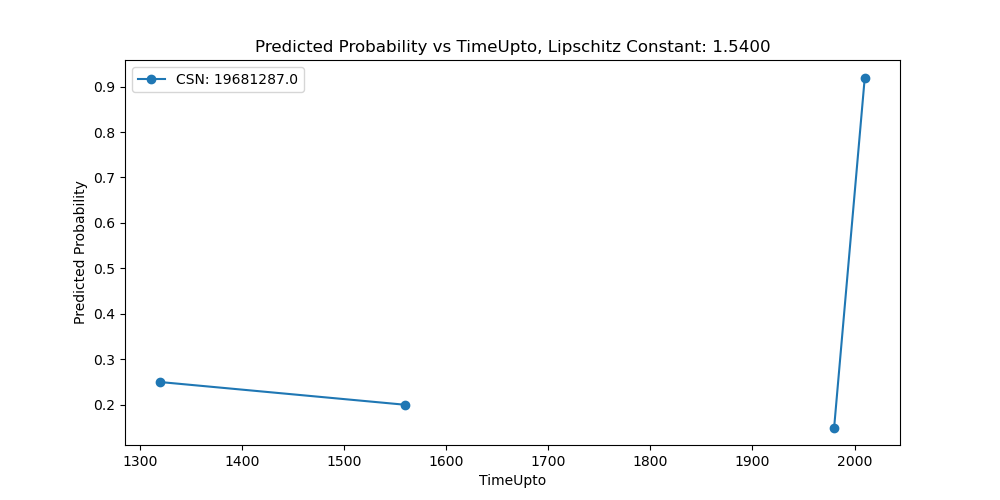 Predicted Probability vs TimeUpto, Lipschitz Constant: 1.5400
CSN: 19681287.0
Predicted Probability
0.9
0.8
0.7
0.6
0.5
0.4
0.3
0.2
1300 1400 1500 1600 1700 1800 1900 2000
TimeUpto